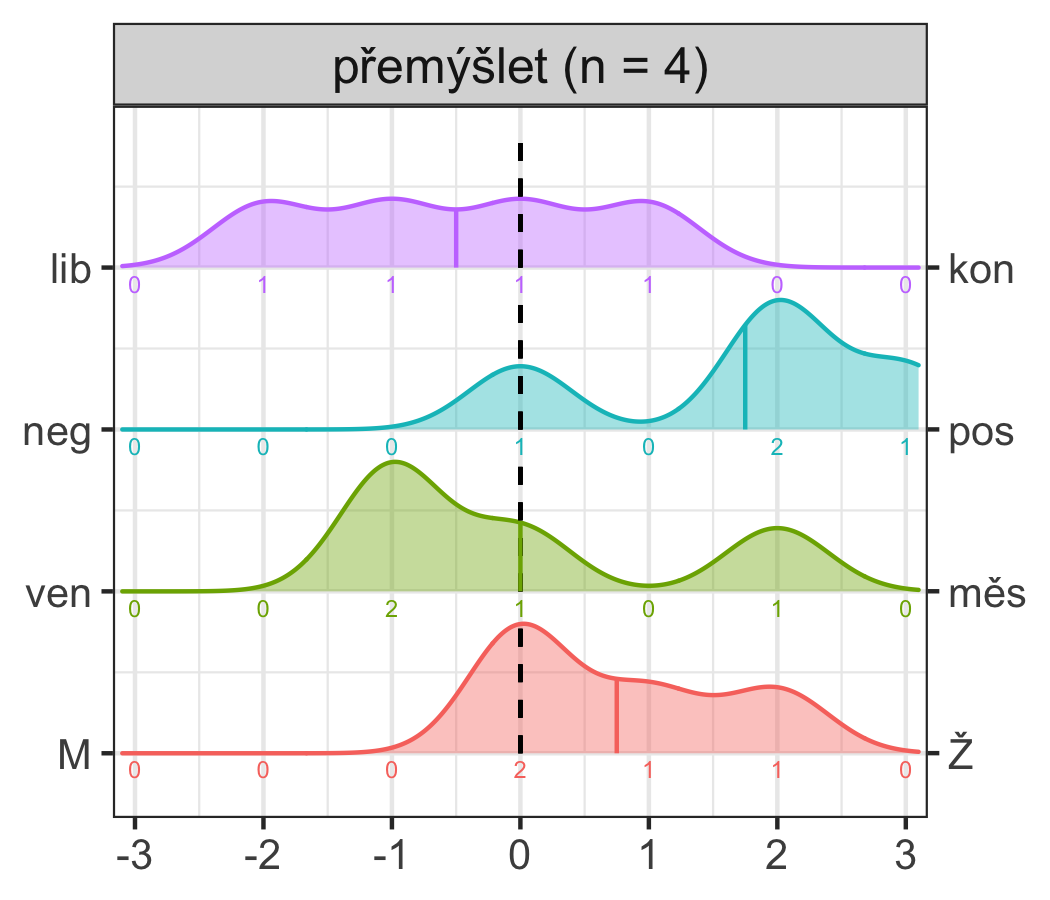 přemýšlet (n = 4)
lib kon
0 1 1 1 1 0 0
neg pos
0 0 0 1 0 2 1
ven měs
0 0 2 1 0 1 0
M Ž
0 0 0 2 1 1 0
-3 -2 -1 0 1 2 3